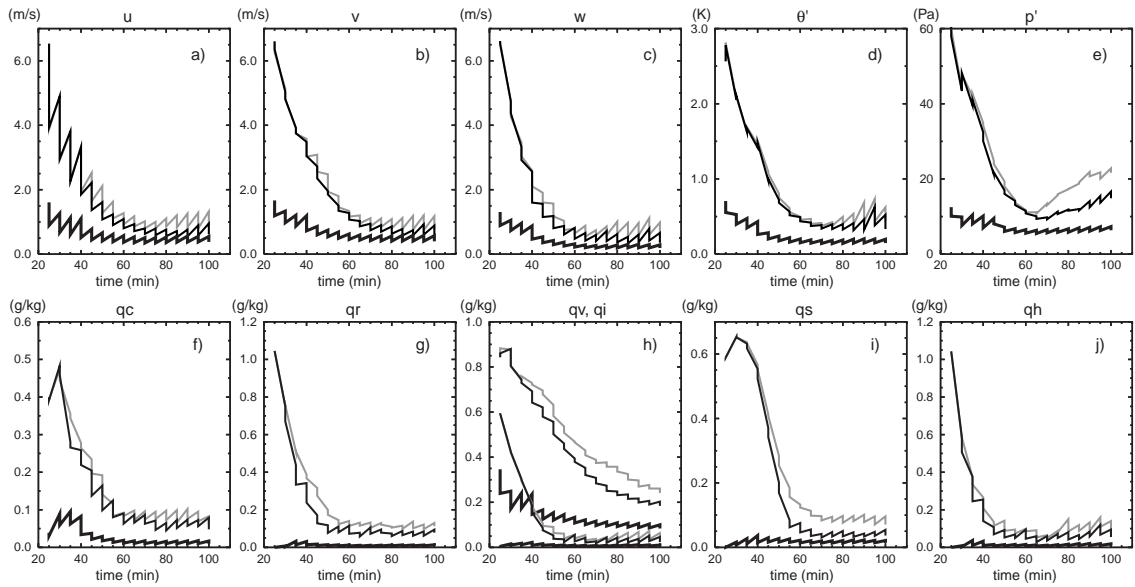 (m/s) u (m/s) v (m/s) w (K) θ' (Pa) p'
a) b) c) d) e)
6.0 6.0 6.0 3.0 60
4.0 4.0 4.0 2.0 40
2.0 2.0 2.0 1.0 20
0.0 0.0 0.0 0.0 0
20 40 60 80 100 20 40 60 80 100 20 40 60 80 100 20 40 60 80 100 20 40 60 80 100
time (min) time (min) time (min) time (min) time (min)
(g/kg) qc (g/kg) qr (g/kg) qv, qi (g/kg) qs (g/kg) qh
f) g) h) i) j)
0.6 1.2 1.0 0.6 1.2
0.5 1.0 0.8 0.4 1.0
0.4 0.8 0.6 0.2 0.8
0.3 0.6 0.4 0.0 0.6
0.2 0.4 0.2 0.4
0.1 0.2 0.0 0.2
0.0 0.0 0.0
20 40 60 80 100 20 40 60 80 100 20 40 60 80 100 20 40 60 80 100 20 40 60 80 100
time (min) time (min) time (min) time (min) time (min)